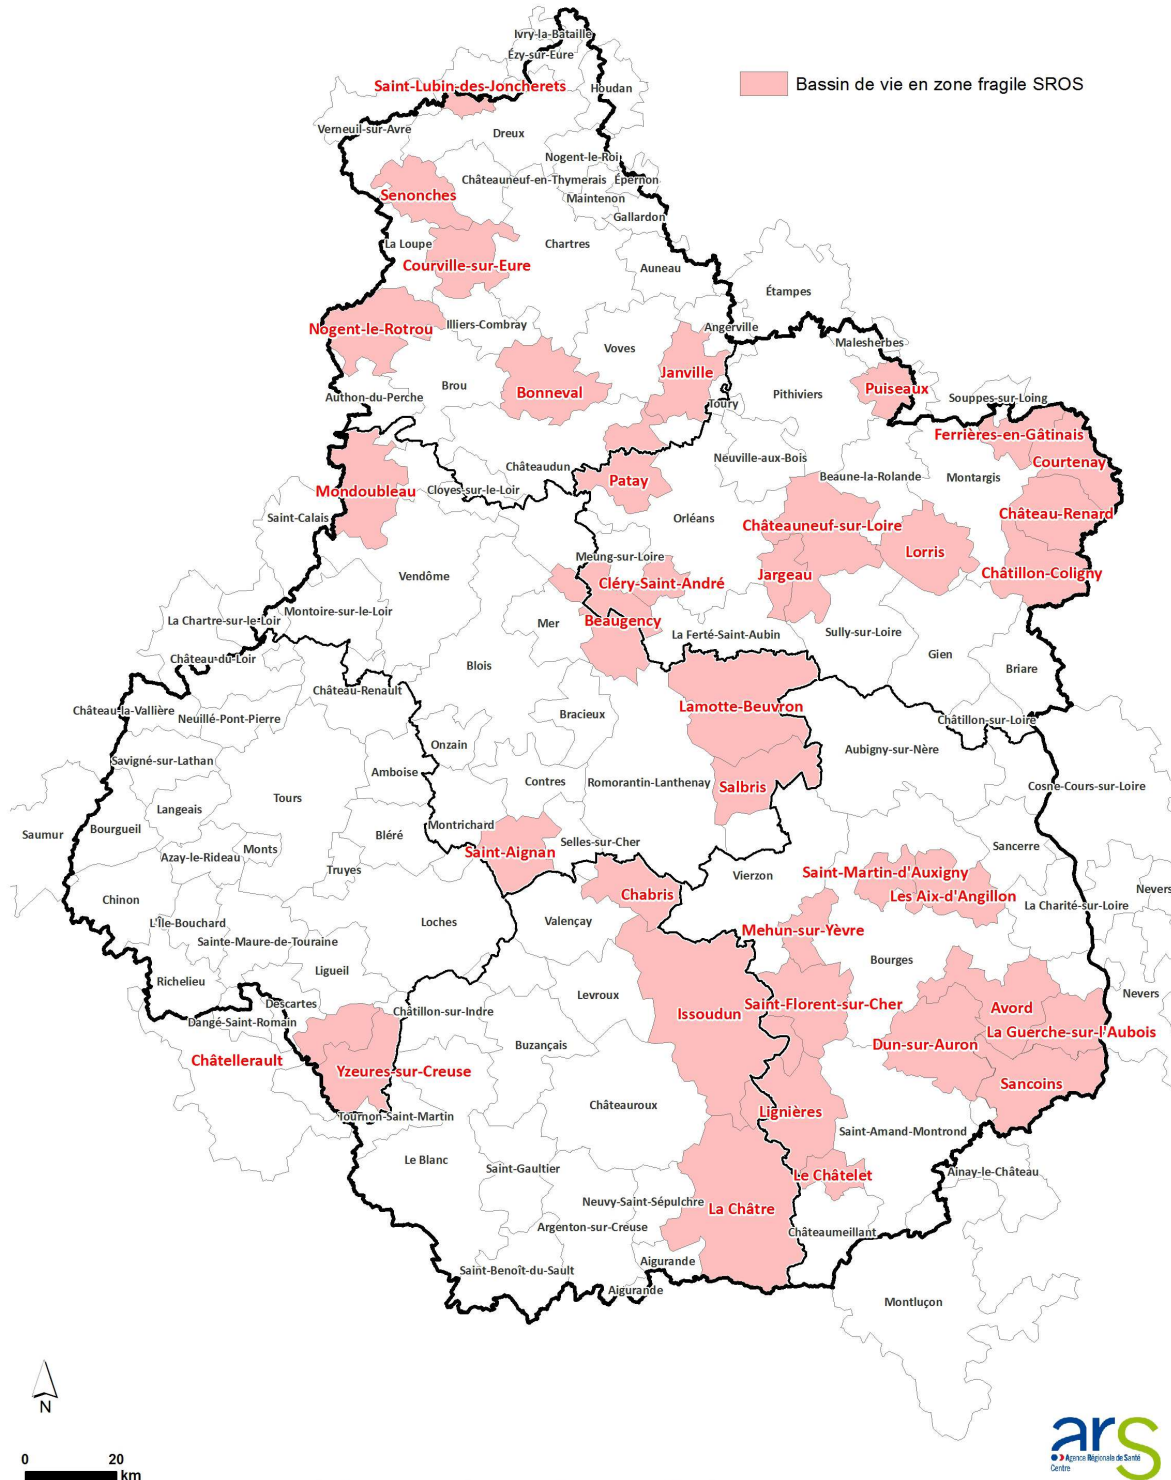 Ivry-la-Bataille
Ézy-sur-Eure
Saint-Lubin-des-Joncherets
Houdan
Bassin de vie en zone fragile SROS
Verneuil-sur-Avre
Dreux
Nogent-le-Roi
Châteauneuf-en-Thymerais
Épernon
Senonches
Maintenon
Gallardon
La Loupe
Chartres
Courville-sur-Eure
Auneau
Étampes
Nogent-le-Rotrou
Illiers-Combray
Angerville
Malesherbes
Voves
Janville
Brou
Bonneval
Puiseaux
Pithiviers
Authon-du-Perche
Toury
Souppes-sur-Loing
Ferrières-en-Gâtinais
Neuville-aux-Bois
Courtenay
Châteaudun
Beaune-la-Rolande
Montargis
Patay
Mondoubleau
Cloyes-sur-le-Loir
Saint-Calais
Orléans
Châteauneuf-sur-Loire
Château-Renard
Lorris
Meung-sur-Loire
Vendôme
Cléry-Saint-André
Jargeau
Châtillon-Coligny
Montoire-sur-le-Loir
La Chartre-sur-le-Loir
Mer
Beaugency
La Ferté-Saint-Aubin
Sully-sur-Loire
Gien
Château-du-Loir
Blois
Briare
Château-Renault
Château-la-Vallière
Neuillé-Pont-Pierre
Bracieux
Lamotte-Beuvron
Châtillon-sur-Loire
Onzain
Aubigny-sur-Nère
Savigné-sur-Lathan
Amboise
Contres
Romorantin-Lanthenay
Salbris
Cosne-Cours-sur-Loire
Tours
Langeais
Saumur
Bourgueil
Bléré
Montrichard
Selles-sur-Cher
Sancerre
Azay-le-Rideau
Monts
Saint-Aignan
Truyes
Vierzon
Saint-Martin-d'Auxigny
Chabris
Les Aix-d'Angillon
Nevers
Chinon
La Charité-sur-Loire
L'Île-Bouchard
Loches
Valençay
Mehun-sur-Yèvre
Sainte-Maure-de-Touraine
Bourges
Ligueil
Richelieu
Levroux
Nevers
Descartes
Châtillon-sur-Indre
Issoudun
Saint-Florent-sur-Cher
Avord
Dangé-Saint-Romain
La Guerche-sur-l'Aubois
Buzançais
Dun-sur-Auron
Châtellerault
Yzeures-sur-Creuse
Sancoins
Châteauroux
Tournon-Saint-Martin
Lignières
Saint-Amand-Montrond
Le Blanc
Saint-Gaultier
Le Châtelet
Ainay-le-Château
Neuvy-Saint-Sépulchre
La Châtre
Argenton-sur-Creuse
Châteaumeillant
Aigurande
Saint-Benoît-du-Sault
Aigurande
Montluçon
N
0 20
km
ars
Agence Régionale de Santé
Centre